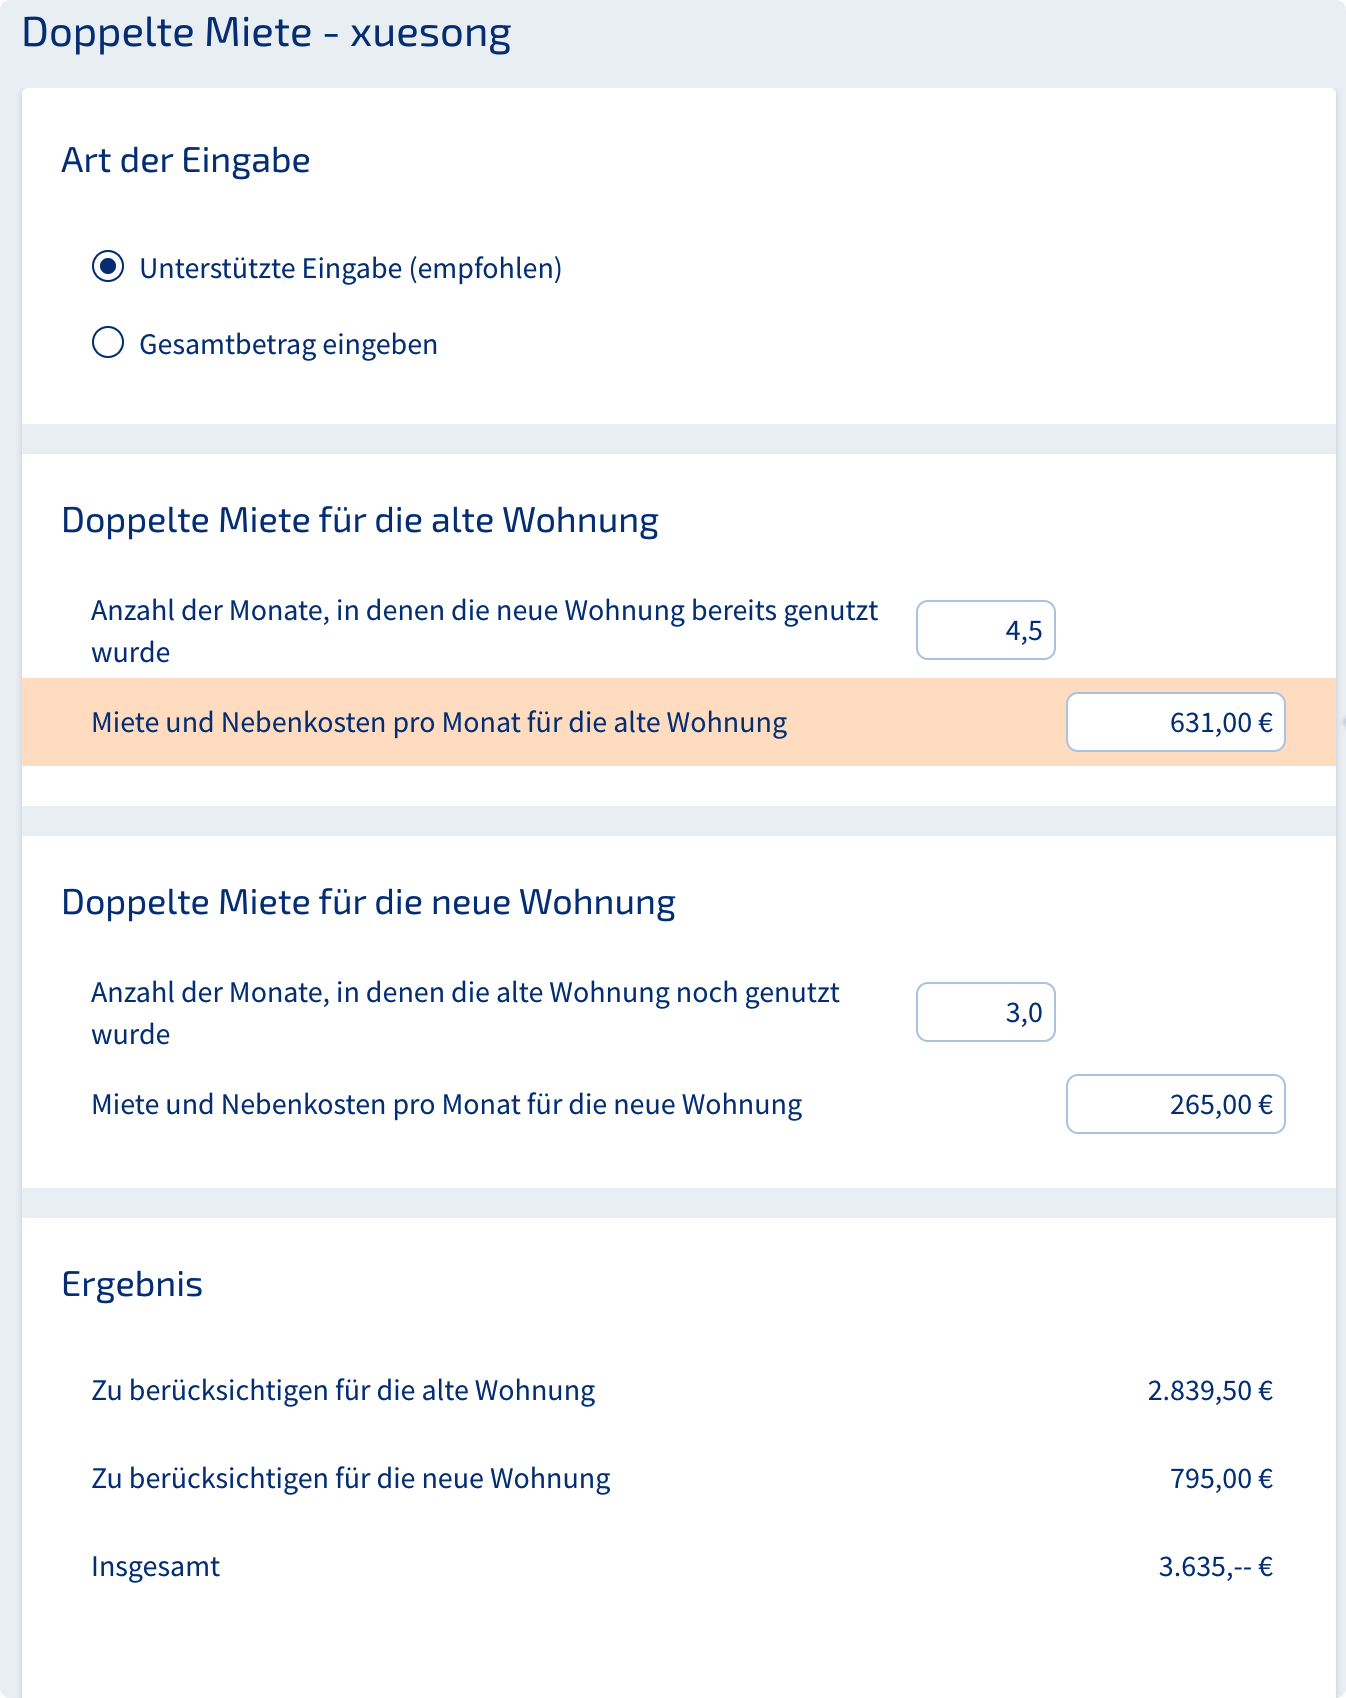 Doppelte Miete - xuesong
Art der Eingabe
Unterstützte Eingabe (empfohlen)
Gesamtbetrag eingeben
Doppelte Miete für die alte Wohnung
Anzahl der Monate, in denen die neue Wohnung bereits genutzt
wurde
4,5
Miete und Nebenkosten pro Monat für die alte Wohnung 631,00 €
Doppelte Miete für die neue Wohnung
Anzahl der Monate, in denen die alte Wohnung noch genutzt
wurde
3,0
Miete und Nebenkosten pro Monat für die neue Wohnung 265,00 €
Ergebnis
Zu berücksichtigen für die alte Wohnung 2.839,50 €
Zu berücksichtigen für die neue Wohnung 795,00 €
Insgesamt 3.635,-- €